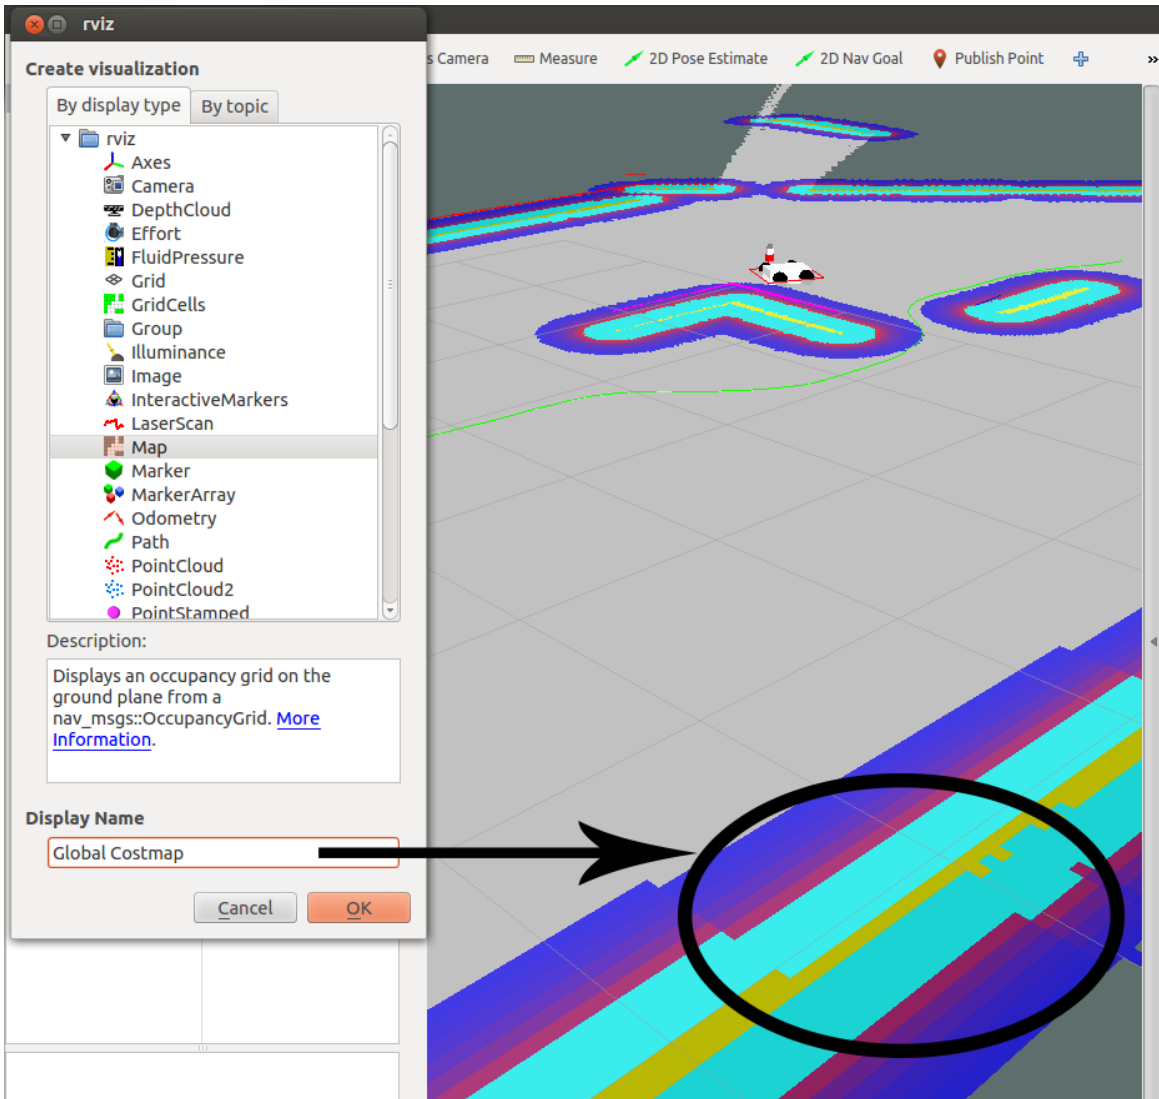 rviz
Create visualization
By display type
By topic
rviz
Axes
Camera
DepthCloud
Effort
FluidPressure
Grid
GridCells
Group
Illuminance
Image
InteractiveMarkers
LaserScan
Map
Marker
MarkerArray
Odometry
Path
PointCloud
PointCloud2
PointStamped
Description:
Displays an occupancy grid on the
ground plane from a
nav_msgs::OccupancyGrid. More
Information.
Display Name
Global Costmap
Cancel
OK
s Camera
Measure
2D Pose Estimate
2D Nav Goal
Publish Point
»